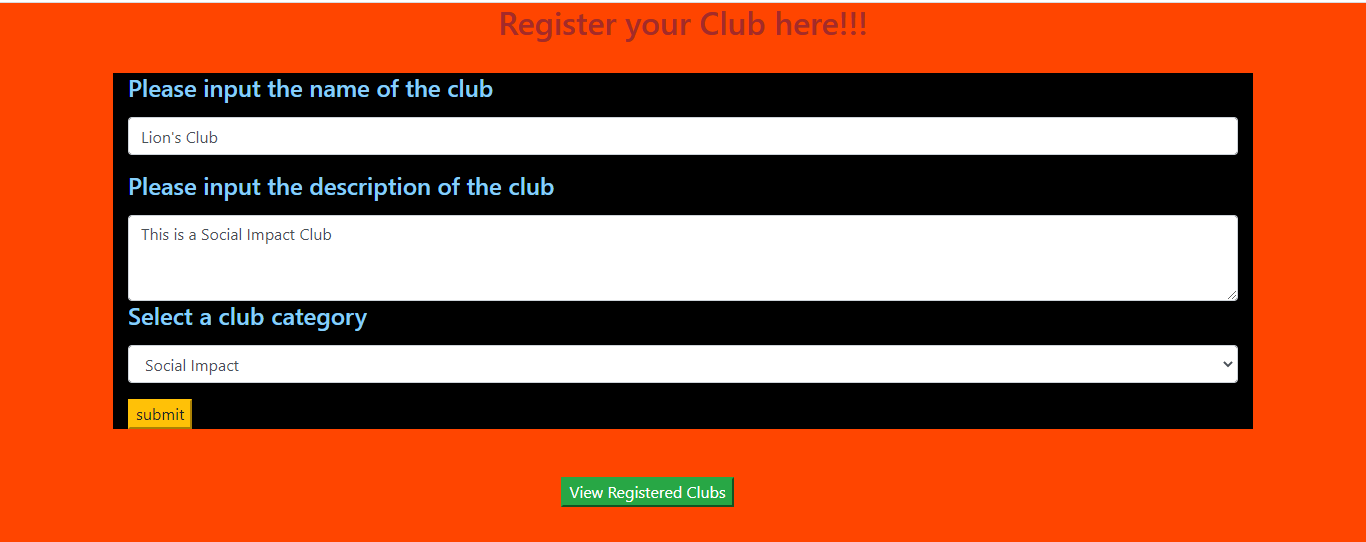 Register your Club here!!!
Please input the name of the club
Lion's Club
Please input the description of the club
This is a Social Impact Club
Select a club category
Social Impact
submit
View Registered Clubs